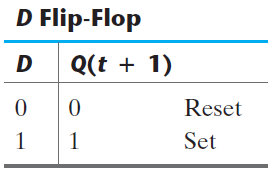 D Flip-Flop
D Q(t + 1)
0 0 Reset
1 1 Set